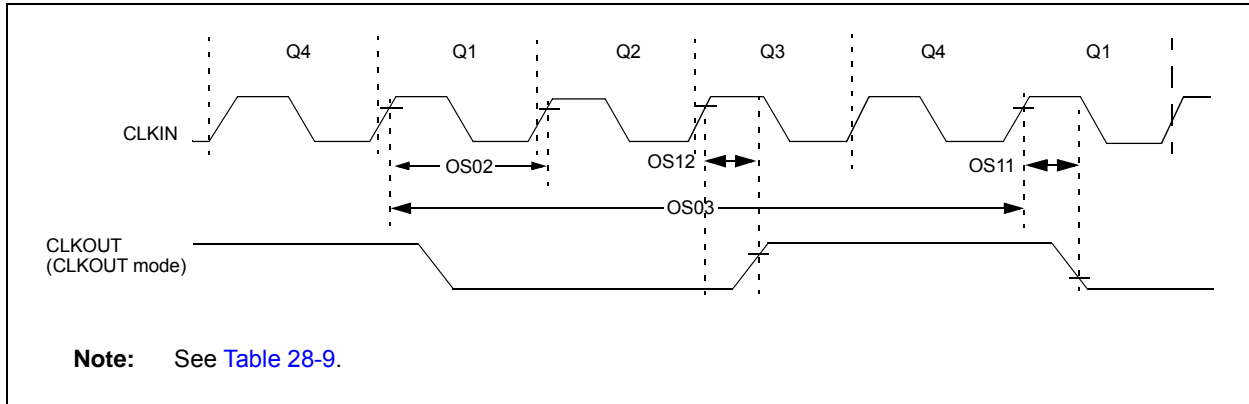 Q4 Q1 Q2 Q3 Q4 Q1
CLKIN
OS02
OS12
OS11
OS03
CLKOUT
(CLKOUT mode)
Note: See Table 28-9.